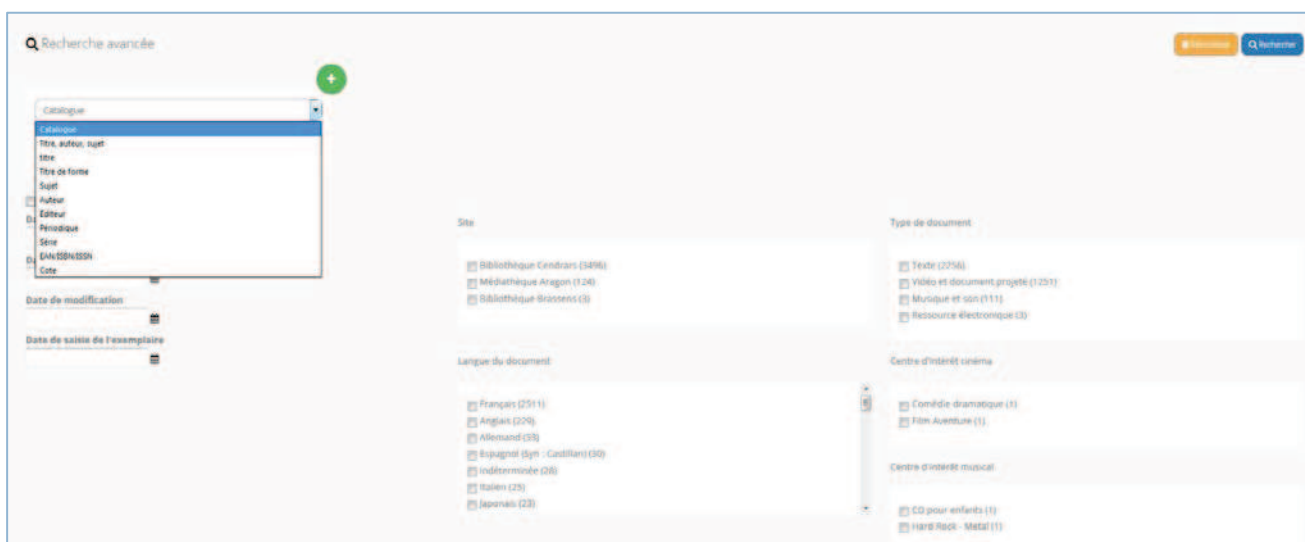 Recherche avancée
Rechercher
+
Catalogue
Catalogue
Titre, auteur, sujet
titre
Titre de forme
Sujet
Auteur
Editeur
Périodique
Série
EAN/ISBN/ISSN
Cote
Date de modification
Date de saisie de l'exemplaire
Site
Bibliothèque Cendrars (3496)
Médiathèque Aragon (124)
Bibliothèque Brassens (3)
Langue du document
Français (2511)
Anglais (229)
Allemand (53)
Espagnol (Syn : Castillan) (30)
Indéterminée (28)
Italien (25)
Japonais (23)
Type de document
Texte (2256)
Vidéo et document projeté (1251)
Musique et son (111)
Ressource électronique (3)
Centre d'intérêt cinéma
Comédie dramatique (1)
Film Aventure (1)
Centre d'intérêt musical
CD pour enfants (1)
Hard Rock - Metal (1)